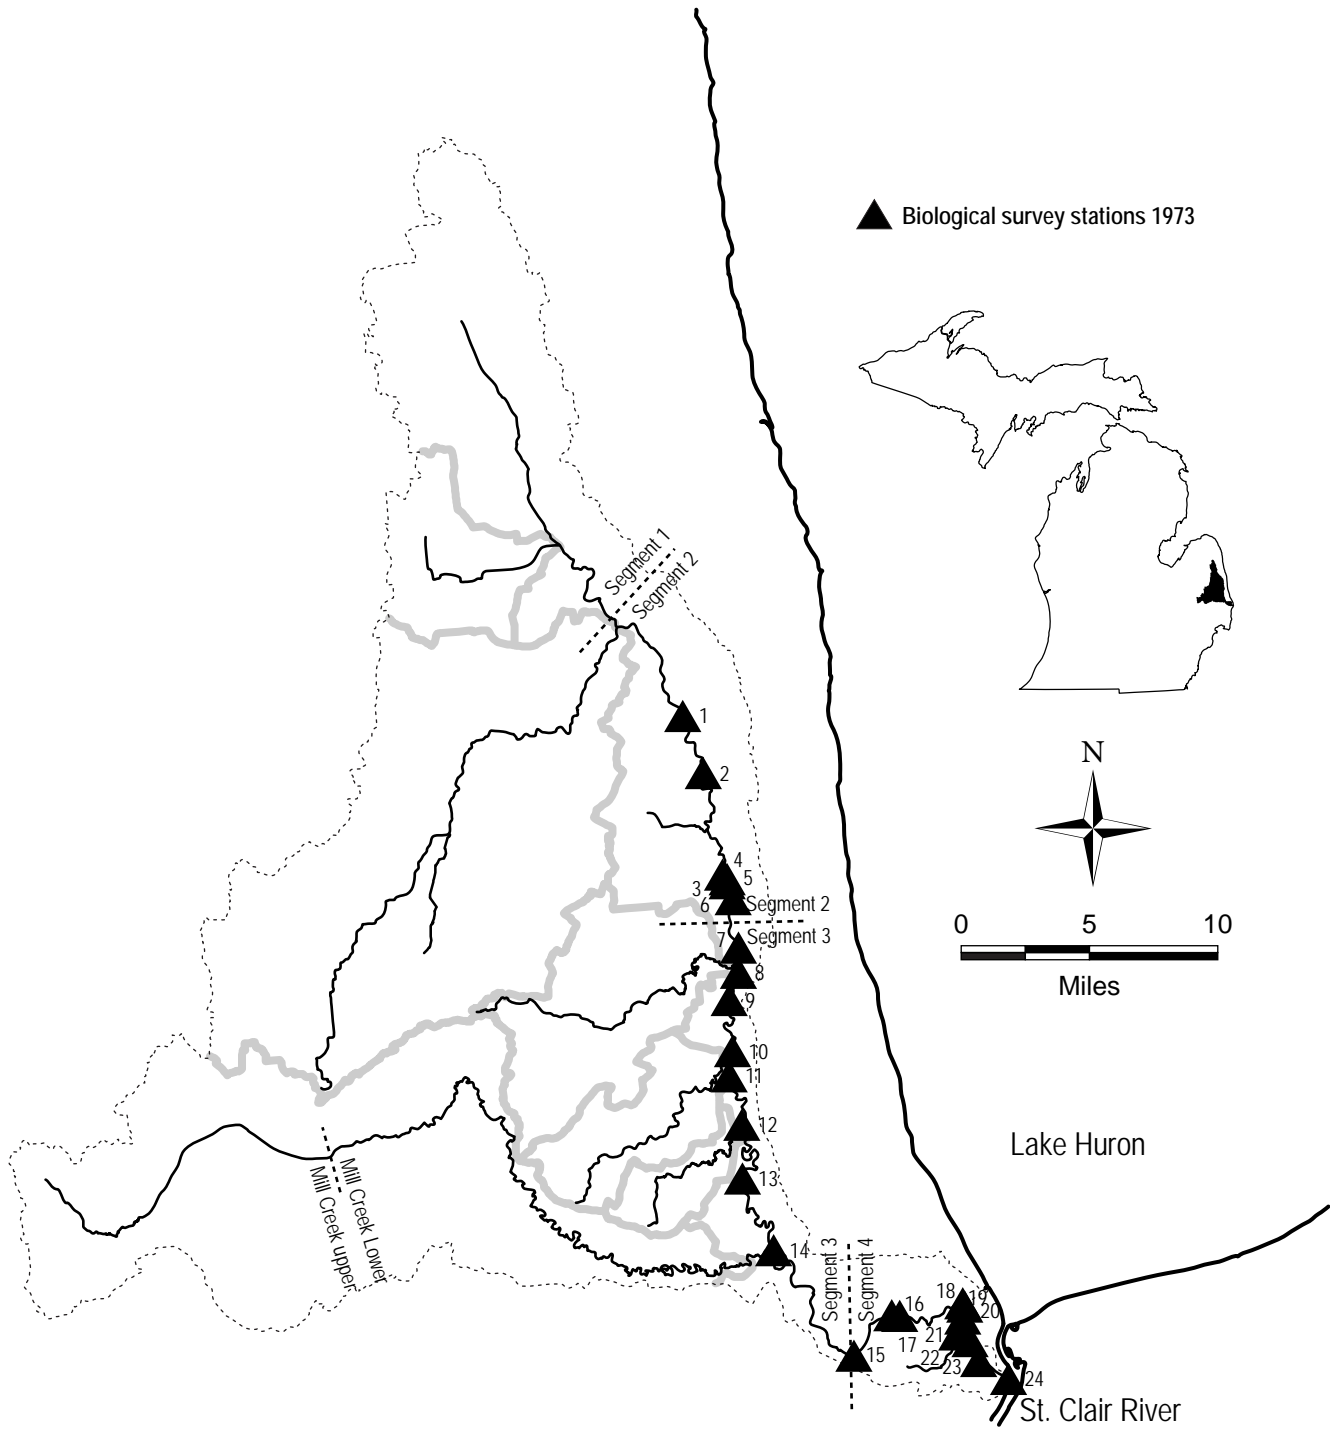 Biological survey stations 1973
Segment 1
Segment 2
1
2
4
5
3
6
Segment 2
Segment 3
7
8
9
10
11
12
13
14
N
0 5 10
Miles
Lake Huron
Mill Creek Lower
Mill Creek upper
Segment 3
Segment 4
15
16
17
18
19
20
21
22
23
24
St. Clair River